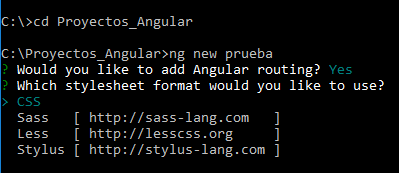 C:\>cd Proyectos_Angular
C:\Proyectos_Angular>ng new prueba
? Would you like to add Angular routing? Yes
? Which stylesheet format would you like to use?
> CSS
Sass [ http://sass-lang.com ]
Less [ http://lesscss.org ]
Stylus [ http://stylus-lang.com ]